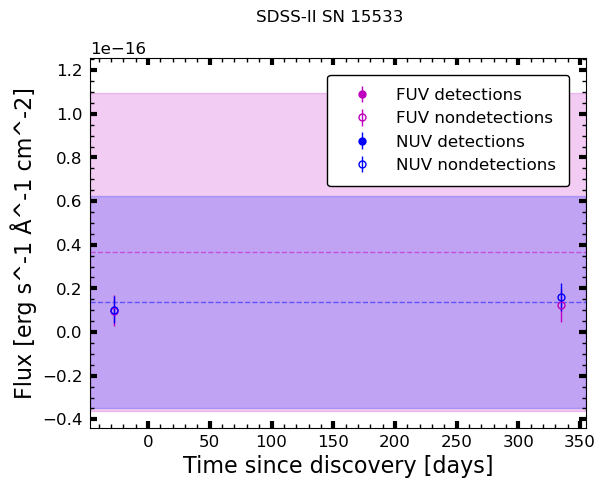 SDSS-II SN 15533
1e−16
1.2
1.0
0.8
0.6
0.4
0.2
0.0
−0.2
−0.4
Flux [erg s^-1 Å^-1 cm^-2]
FUV detections
FUV nondetections
NUV detections
NUV nondetections
0 50 100 150 200 250 300 350
Time since discovery [days]